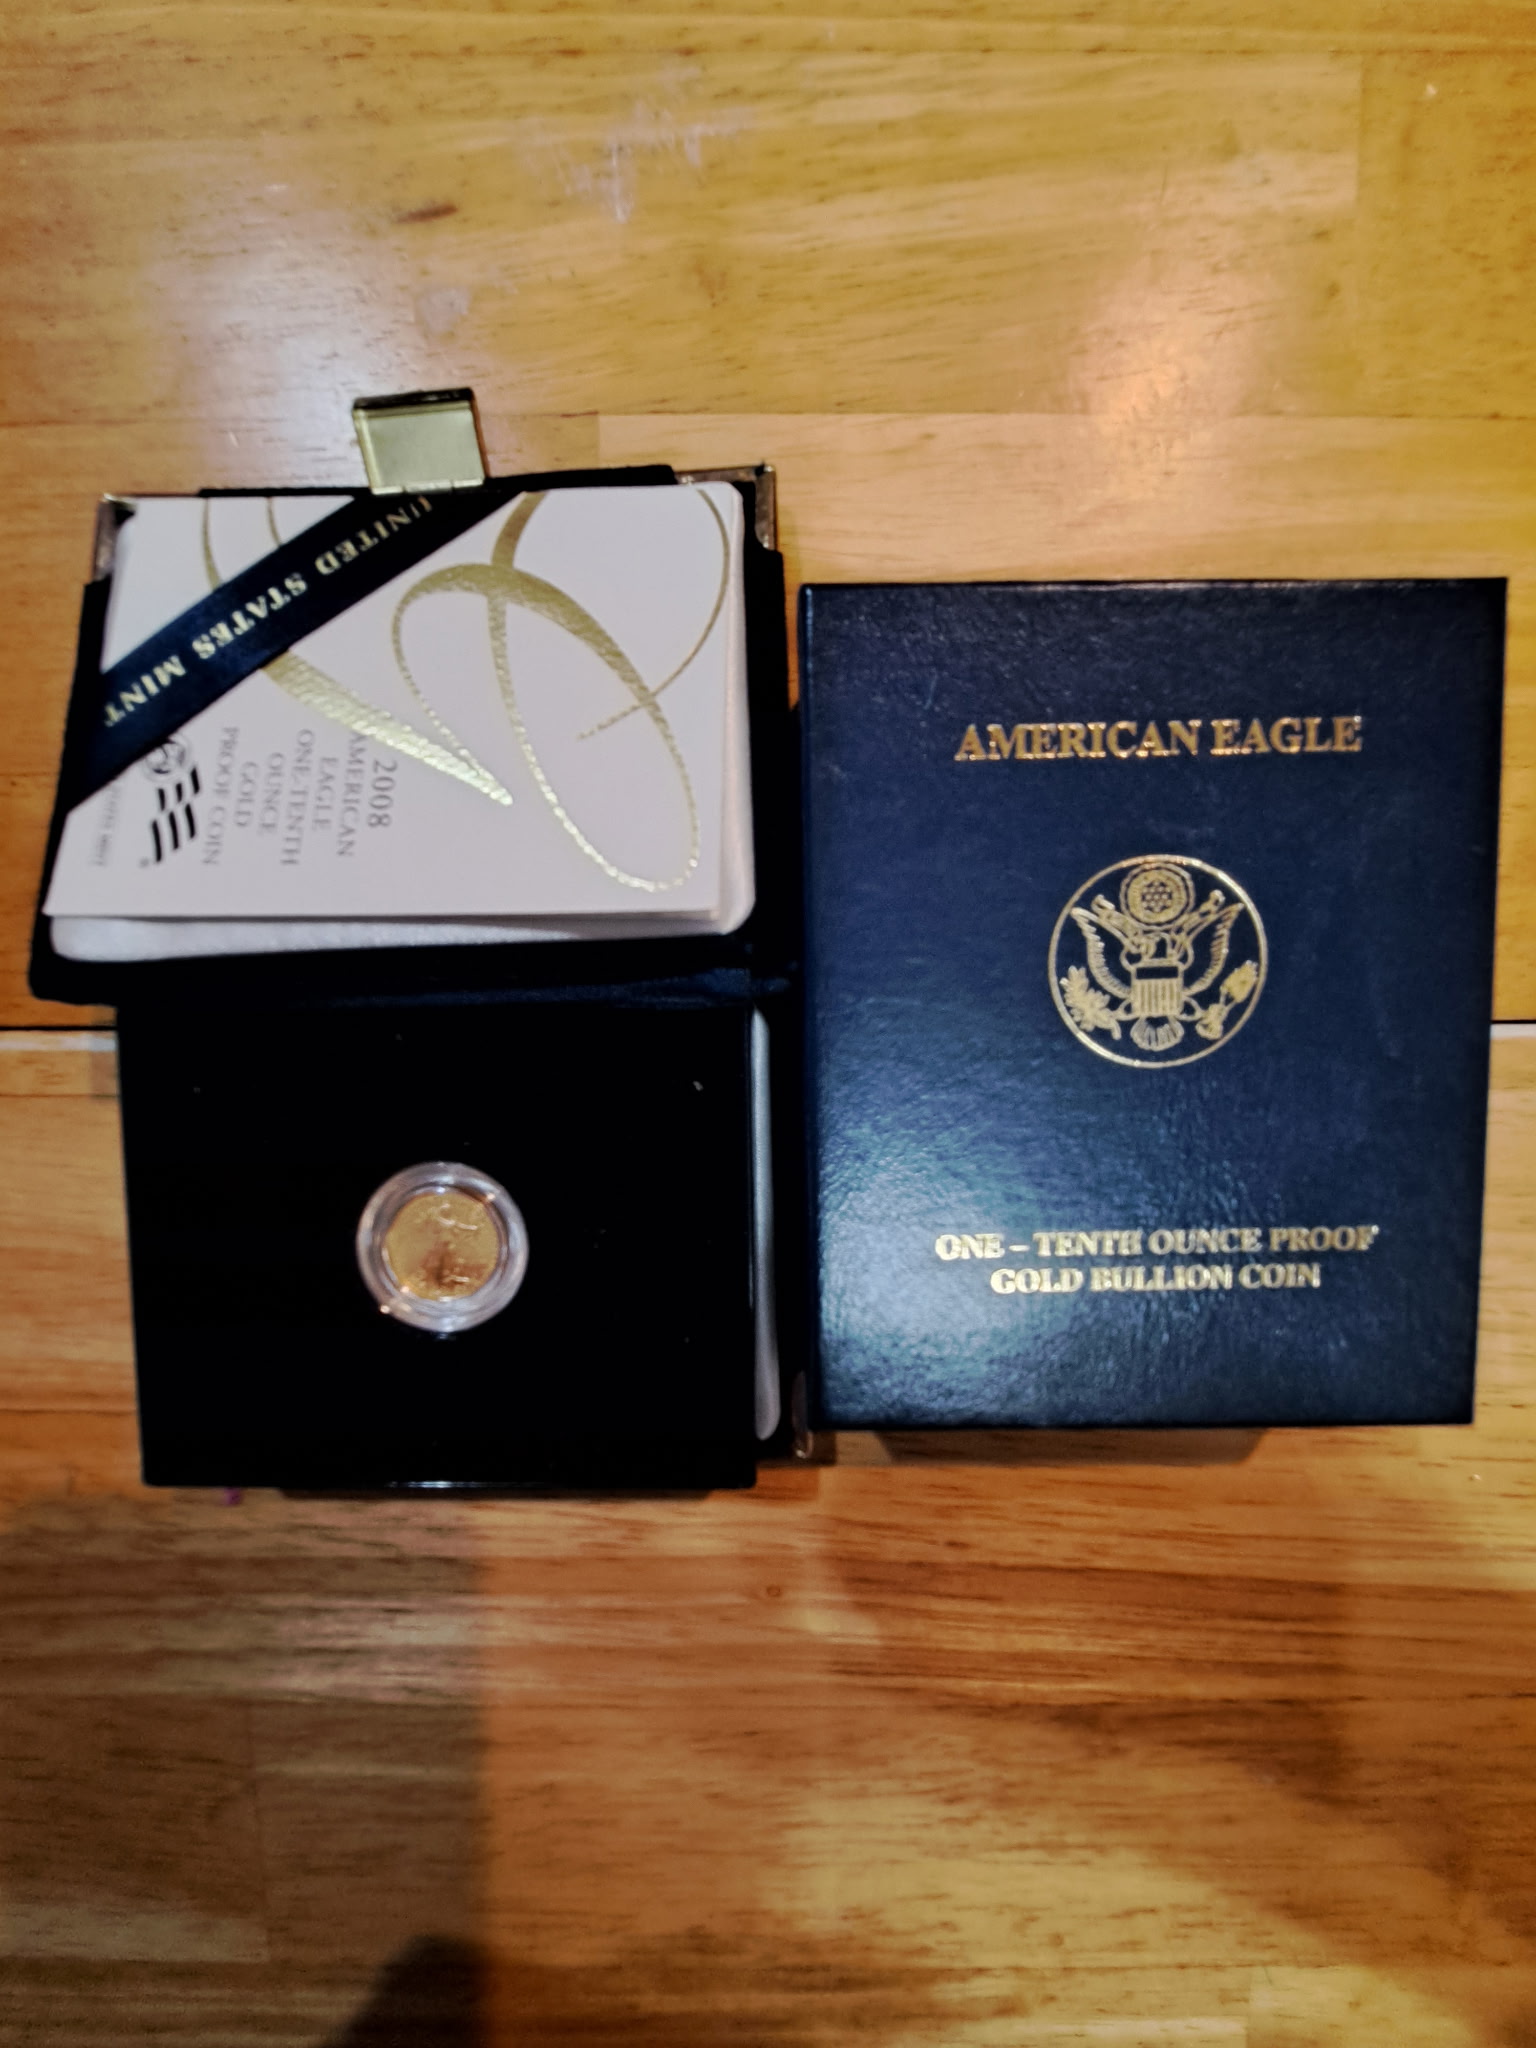 UNITED STATES MINT
2008
AMERICAN
EAGLE
ONE-TENTH
OUNCE
GOLD
PROOF COIN
AMERICAN EAGLE
ONE – TENTH OUNCE PROOF
GOLD BULLION COIN